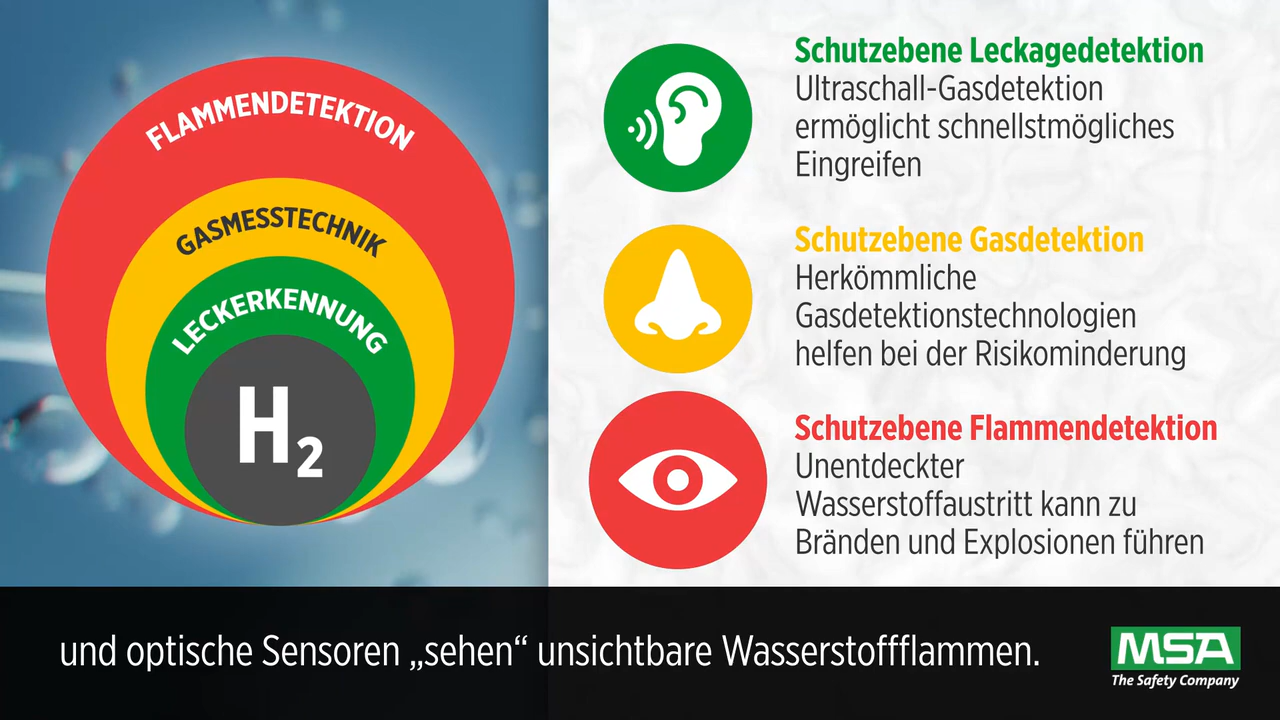 FLAMMENDETEKTION
GASMESSTECHNIK
LECKERKENNUNG
H₂
Schutzebene Leckagedetektion
Ultraschall-Gasdetektion
ermöglicht schnellstmögliches
Eingreifen
Schutzebene Gasdetektion
Herkömmliche
Gasdetektionstechnologien
helfen bei der Risikominderung
Schutzebene Flammendetektion
Unentdeckter
Wasserstoffaustritt kann zu
Bränden und Explosionen führen
und optische Sensoren „sehen“ unsichtbare Wasserstoffflammen.
MSA
The Safety Company